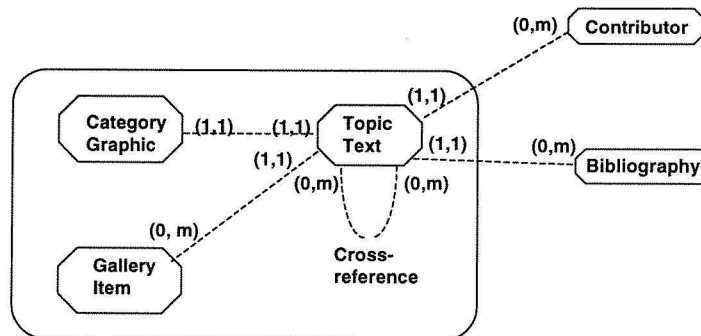 (0,m)
Contributor
(1,1)
Category
Graphic
(1,1)
(1,1)
Topic
Text
(1,1)
(1,1)
(0,m)
Bibliography
(0,m)
(0,m)
(0, m)
Cross-
reference
Gallery
Item